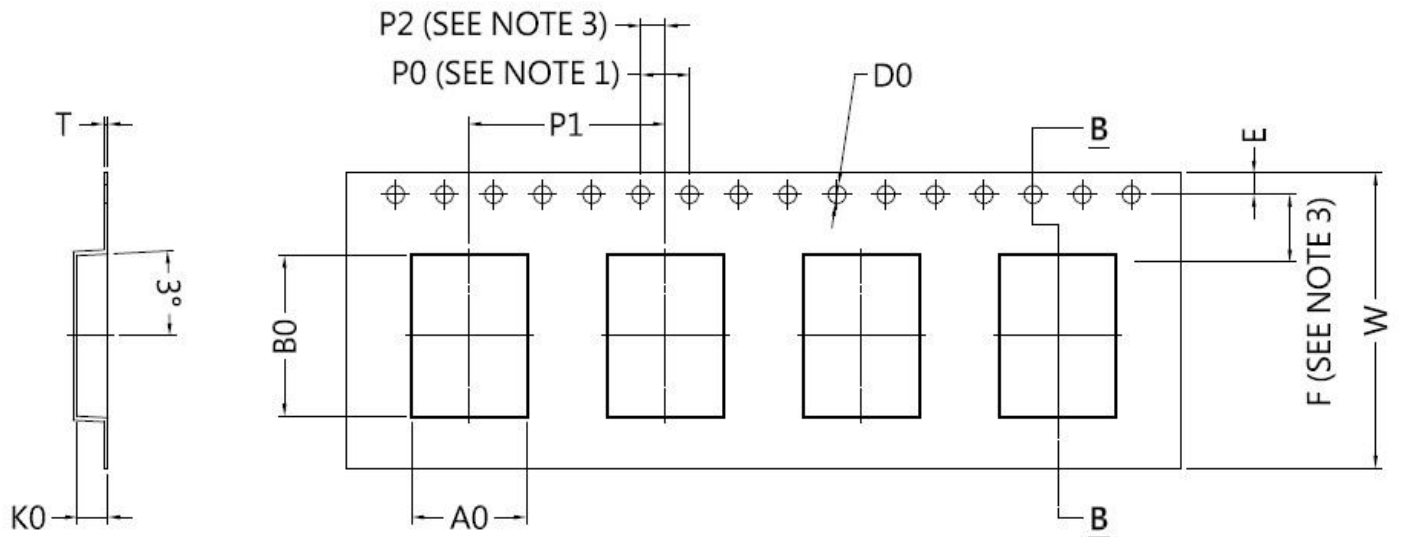 P2 (SEE NOTE 3)
P0 (SEE NOTE 1)
D0
T
P1
B
E
3°
B0
F (SEE NOTE 3)
W
K0
A0
B